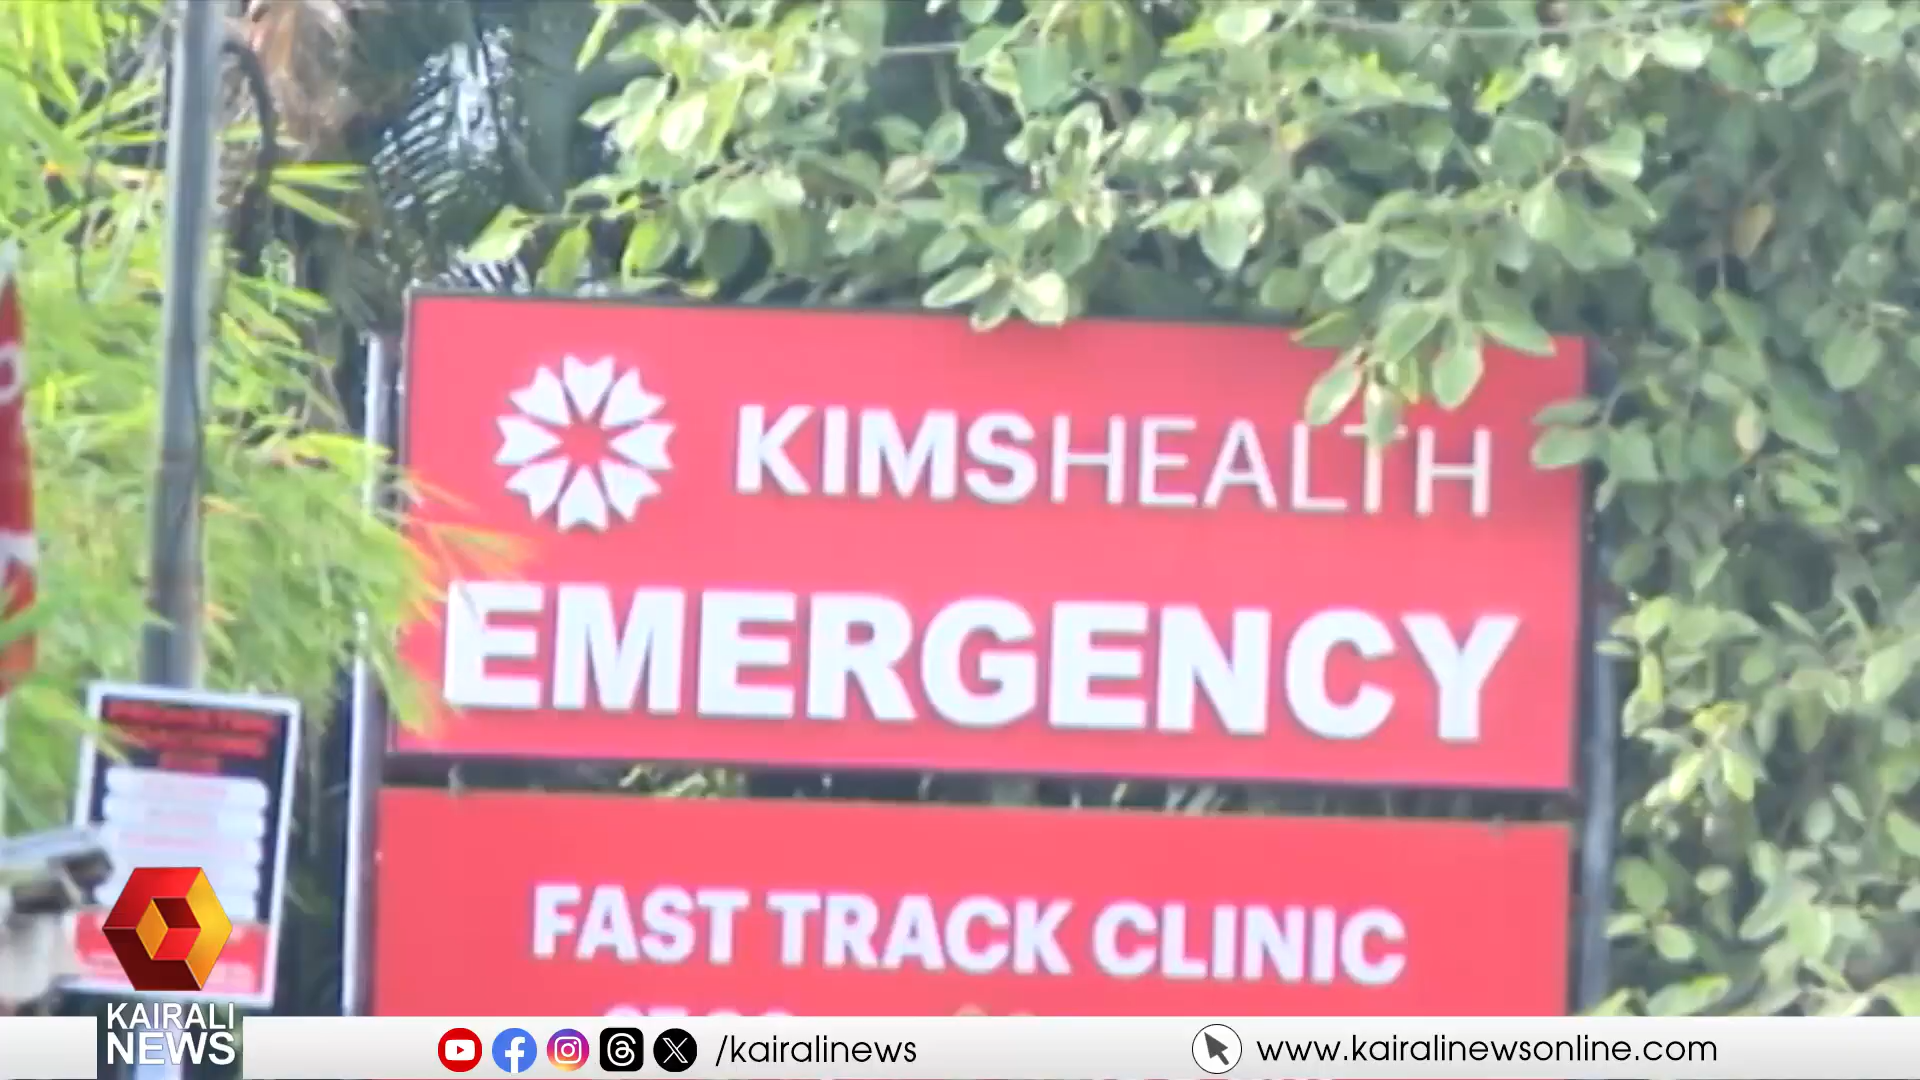 KIMSHEALTH
EMERGENCY
FAST TRACK CLINIC
KAIRALI
NEWS
/kairalinews
www.kairalinewsonline.com